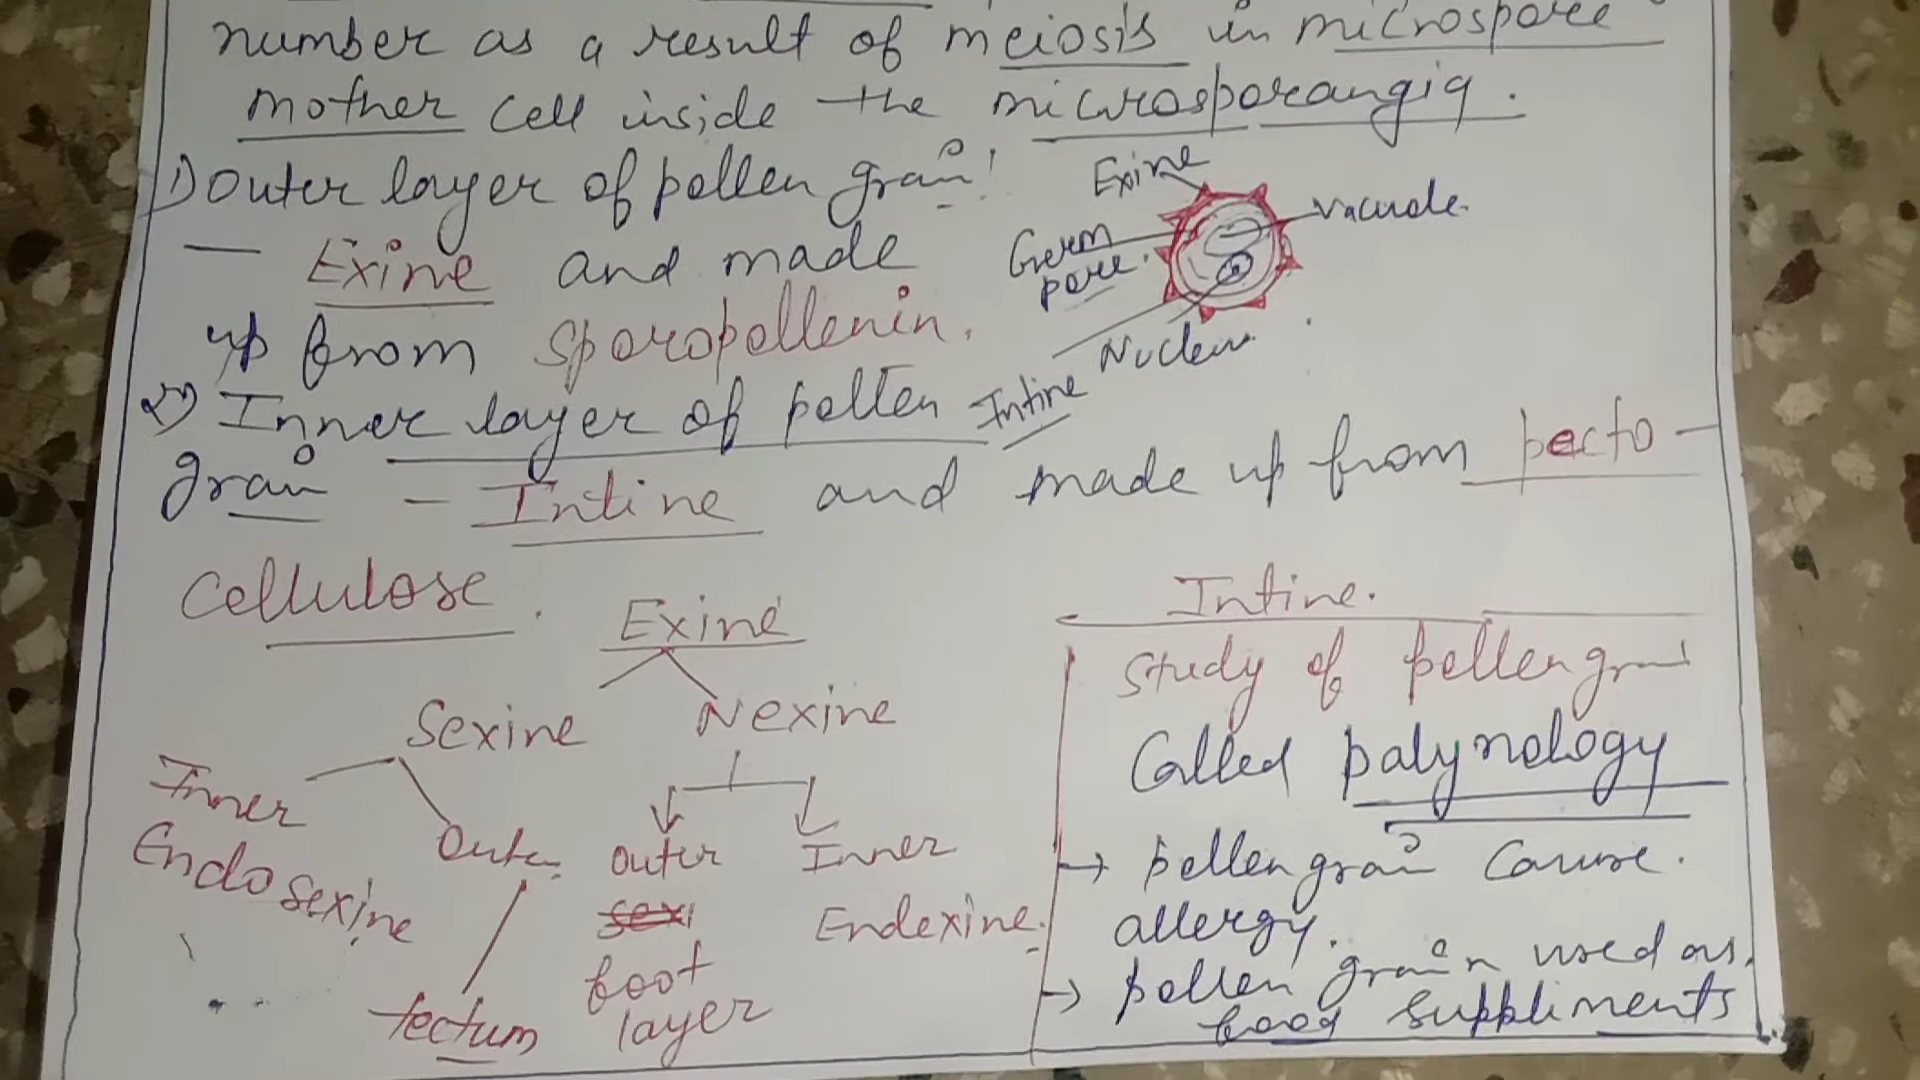 number as a result of meiosis in microspore
mother cell inside the microsporangia.
1) Outer layer of pollen grain!
Exine
Vacuole.
— Exine and made
Germ
pore.
up from Sporopollenin.
Nucleus
2) Inner layer of pollen
Intine
grain - Intine and made up from pecto-
cellulose.
Exine
Sexine Nexine
Inner
Endosexine
Outer
tectum
outer
foot
layer
Inner
Endexine.
Intine.
Study of pollen grain
Called palynology
→ pollen grain cause.
allergy.
→ pollen grain used as
food suppliments